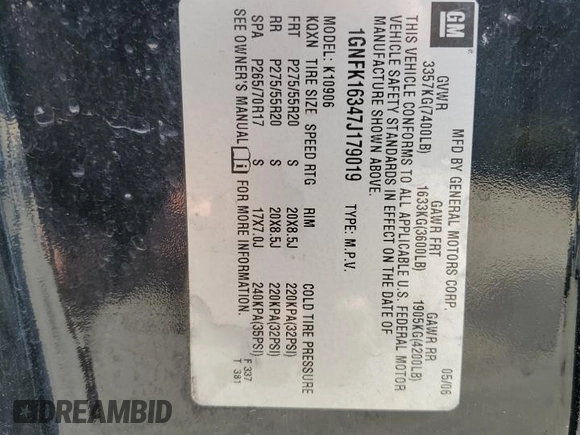 GM
MFD BY GENERAL MOTORS CORP. 05/06
GVWR GAWR FRT GAWR RR
3357KG(7400LB) 1633KG(3600LB) 1905KG(4200LB)
THIS VEHICLE CONFORMS TO ALL APPLICABLE U.S. FEDERAL MOTOR
VEHICLE SAFETY STANDARDS IN EFFECT ON THE DATE OF
MANUFACTURE SHOWN ABOVE.
1GNFK16347J179019 TYPE: M.P.V.
MODEL: K10906
KQXN TIRE SIZE SPEED RTG RIM COLD TIRE PRESSURE
FRT P275/55R20 S 20X8.5J 220KPA(32PSI)
RR P275/55R20 S 20X8.5J 220KPA(32PSI)
SPA P265/70R17 S 17X7.0J 240KPA(35PSI)
SEE OWNER'S MANUAL FOR MORE INFORMATION.
F 337
T 381
DREAMBID